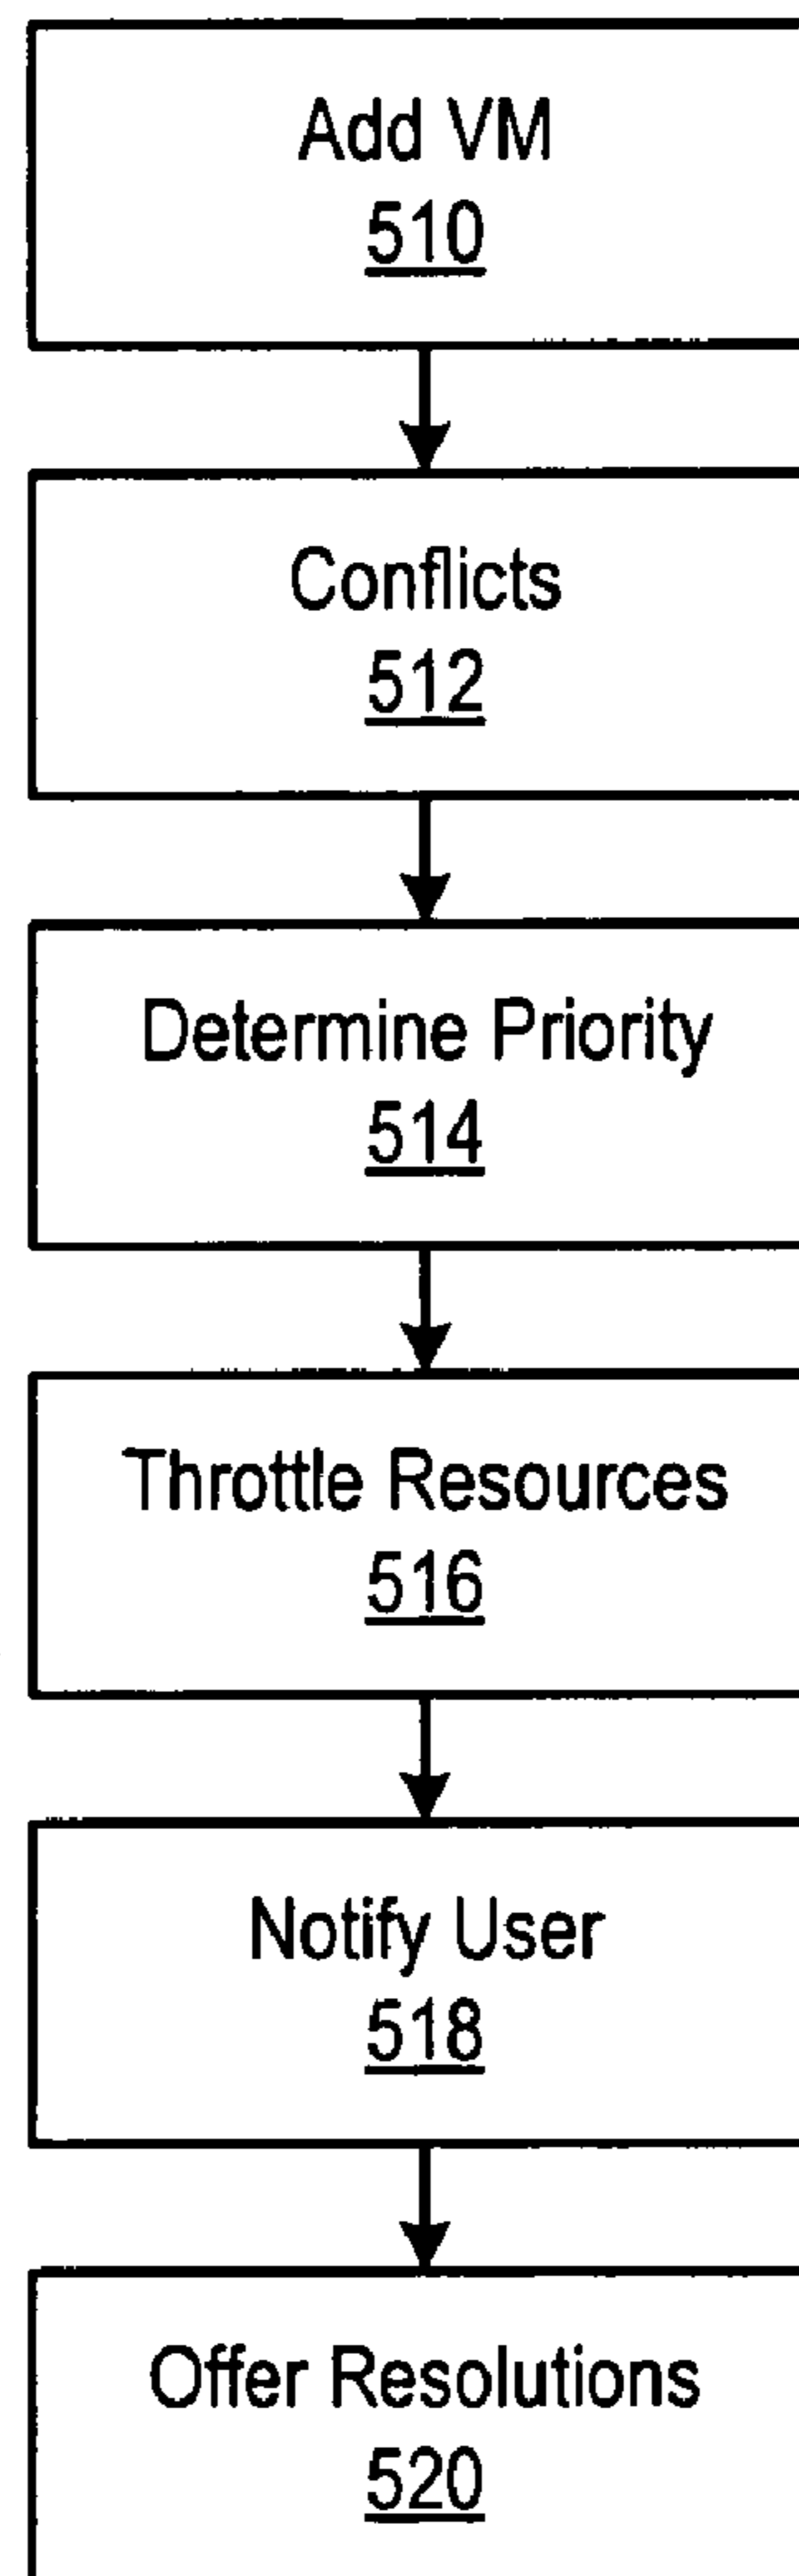 Add VM
510
Conflicts
512
Determine Priority
514
Throttle Resources
516
Notify User
518
Offer Resolutions
520